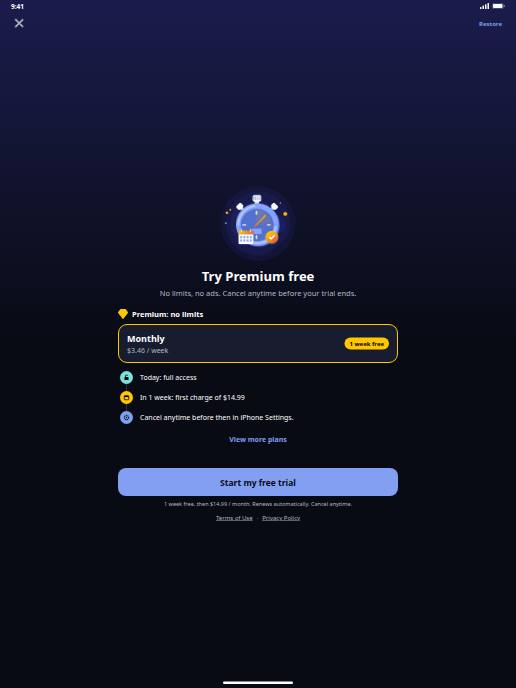 9:41
Restore
Try Premium free
No limits, no ads. Cancel anytime before your trial ends.
Premium: no limits
Monthly
$3.46 / week
1 week free
Today: full access
In 1 week: first charge of $14.99
Cancel anytime before then in iPhone Settings.
View more plans
Start my free trial
1 week free, then $14.99 / month. Renews automatically. Cancel anytime.
Terms of Use · Privacy Policy